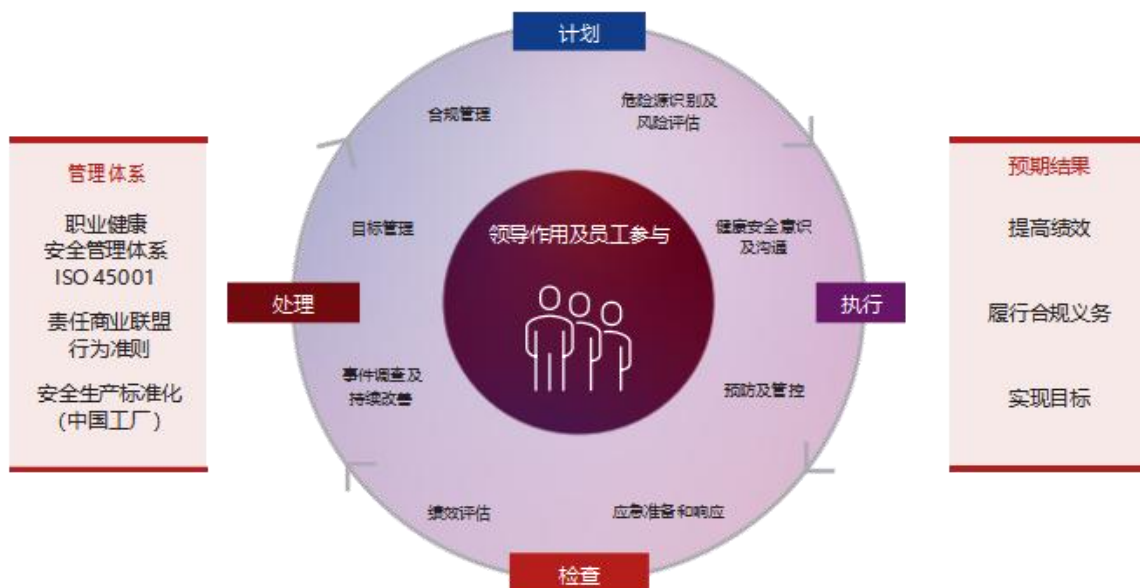 计划
合规管理
危险源识别及
风险评估
管理体系
职业健康
安全管理体系
ISO 45001
责任商业联盟
行为准则
安全生产标准化
(中国工厂)
目标管理
领导作用及员工参与
健康安全意识
及沟通
处理
执行
事件调查及
持续改善
预防及管控
绩效评估
应急准备和响应
检查
预期结果
提高绩效
履行合规义务
实现目标